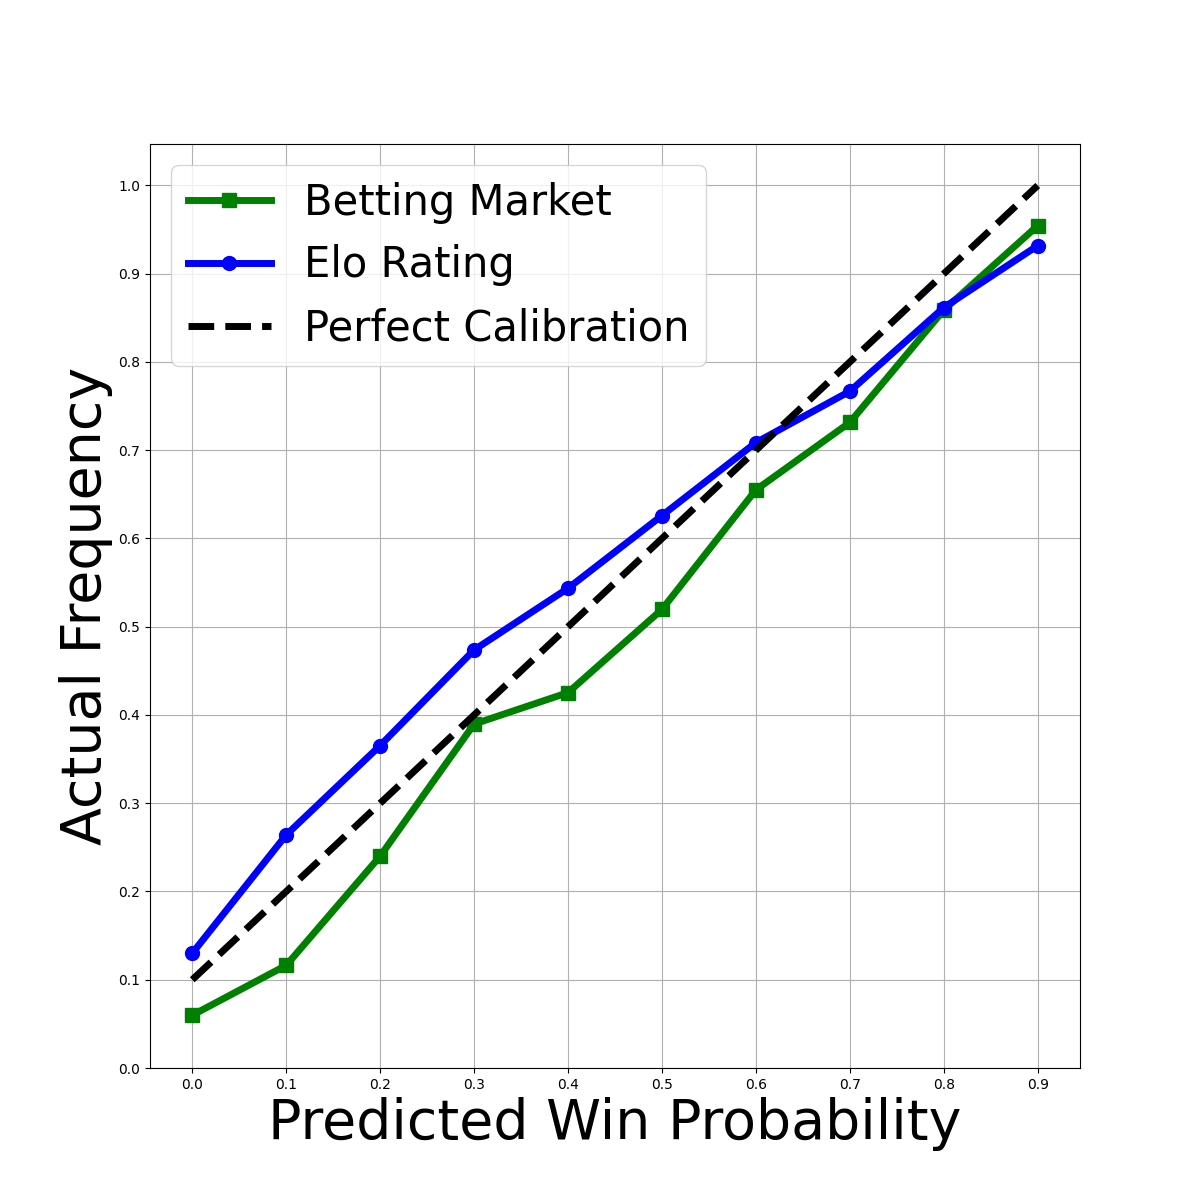 Betting Market
Elo Rating
Perfect Calibration
Actual Frequency
1.0
0.9
0.8
0.7
0.6
0.5
0.4
0.3
0.2
0.1
0.0
0.0 0.1 0.2 0.3 0.4 0.5 0.6 0.7 0.8 0.9
Predicted Win Probability